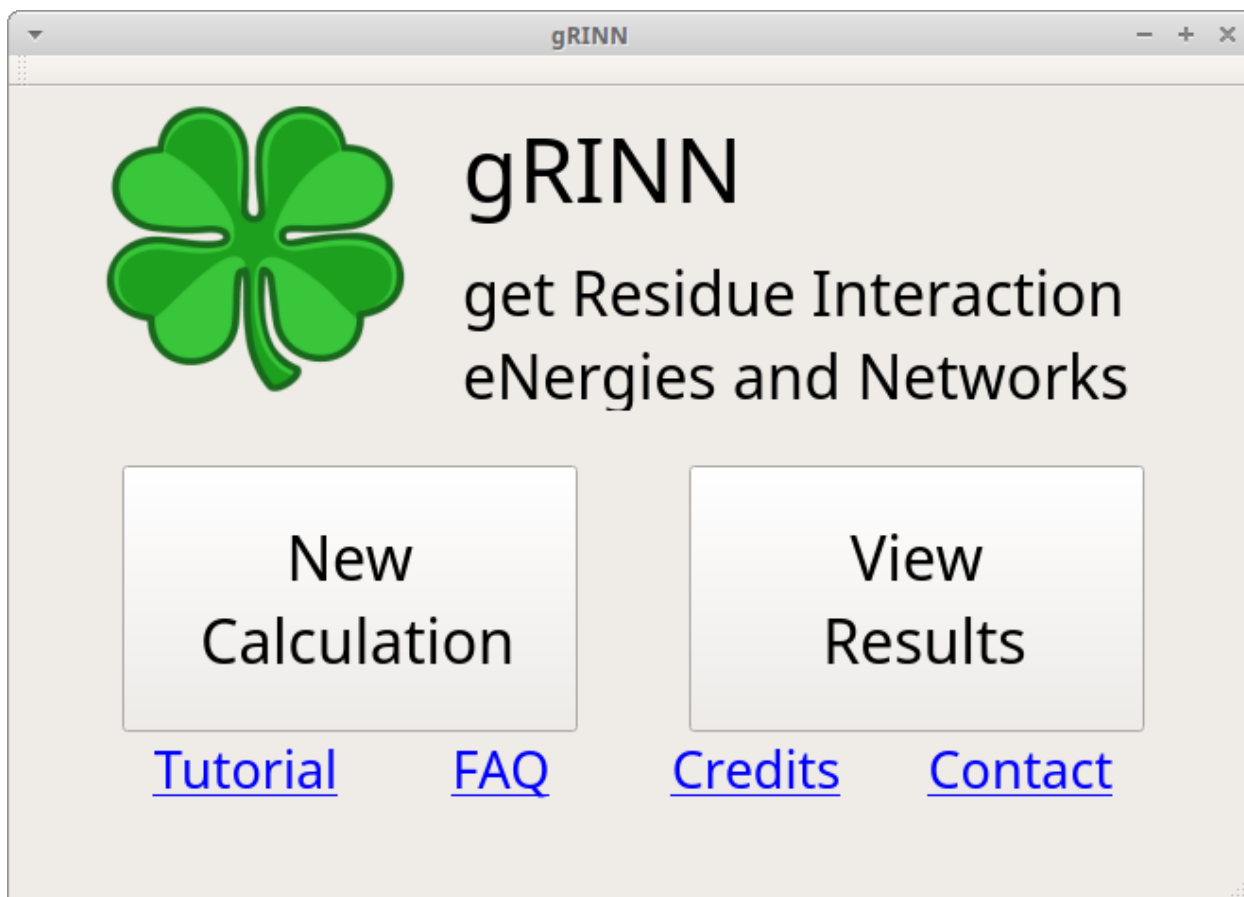 gRINN
gRINN
get Residue Interaction
eNergies and Networks
New
Calculation
View
Results
Tutorial FAQ Credits Contact